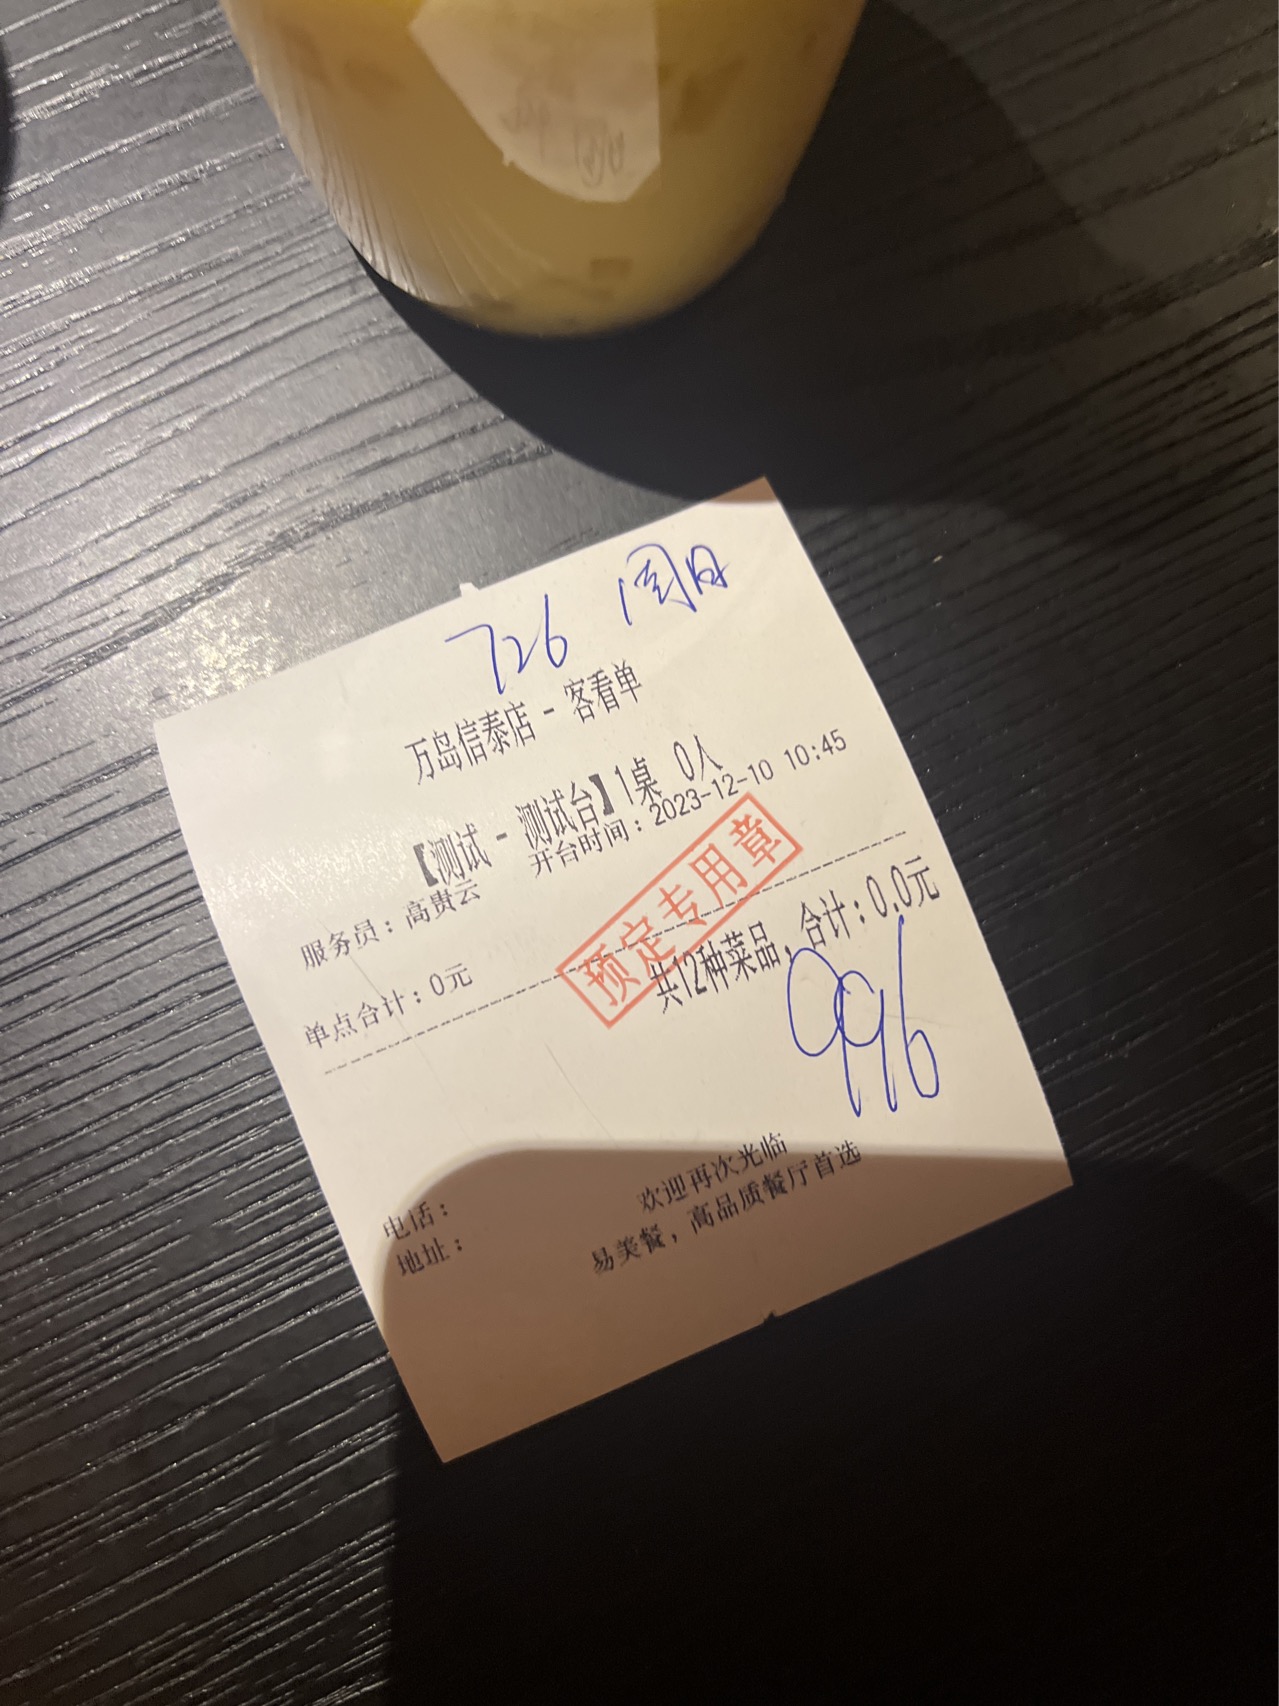 726 周日
万岛信泰店 - 客看单
【测试 - 测试台】1桌 0人
开台时间：2023-12-10 10:45
服务员：高贵云
预定专用章
单点合计：0元
共12种菜品，合计：0.0元
996
欢迎再次光临
电话：
易美餐，高品质餐厅首选
地址：